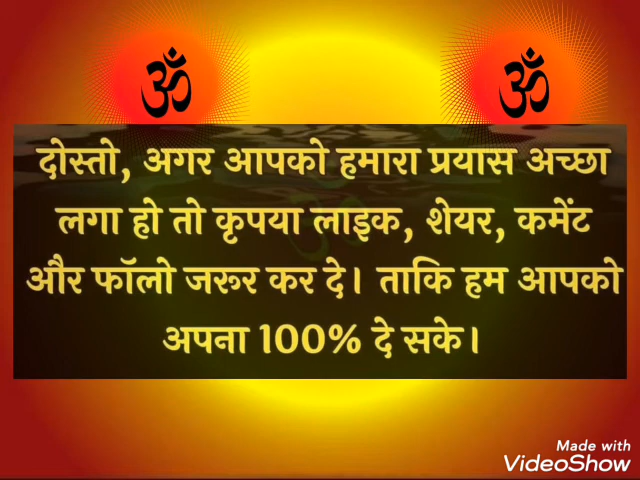 ॐ ॐ
दोस्तो, अगर आपको हमारा प्रयास अच्छा
लगा हो तो कृपया लाइक, शेयर, कमेंट
और फॉलो जरूर कर दे। ताकि हम आपको
अपना 100% दे सके।
Made with
VideoShow